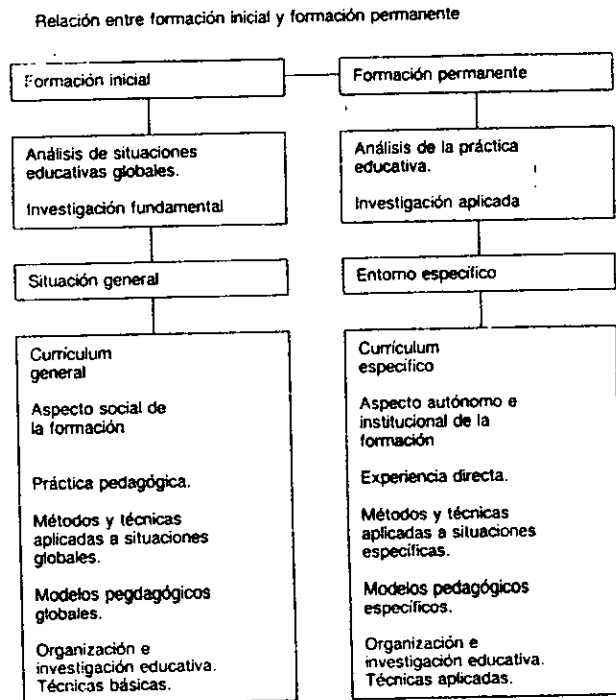 Relación entre formación inicial y formación permanente
Formación inicial
Formación permanente
Análisis de situaciones
educativas globales.
Investigación fundamental
Análisis de la práctica
educativa.
Investigación aplicada
Situación general
Entorno específico
Currículum
general
Aspecto social de
la formación
Práctica pedagógica.
Métodos y técnicas
aplicadas a situaciones
globales.
Modelos pegdagógicos
globales.
Organización e
investigación educativa.
Técnicas básicas.
Currículum
específico
Aspecto autónomo e
institucional de la
formación
Experiencia directa.
Métodos y técnicas
aplicadas a situaciones
específicas.
Modelos pedagógicos
específicos.
Organización e
investigación educativa.
Técnicas aplicadas.